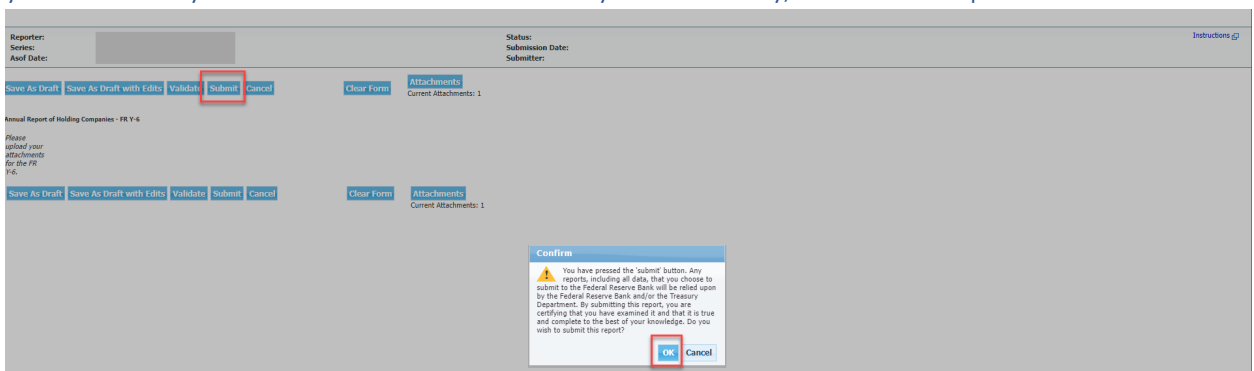 Reporter:
Series:
Asof Date:
Status:
Submission Date:
Submitter:
Instructions
Save As Draft Save As Draft with Edits Validate Submit Cancel Clear Form Attachments
Current Attachments: 1
Annual Report of Holding Companies - FR Y-6
Please
upload your
attachments
for the FR
Y-6.
Save As Draft Save As Draft with Edits Validate Submit Cancel Clear Form Attachments
Current Attachments: 1
Confirm
You have pressed the 'submit' button. Any
reports, including all data, that you choose to
submit to the Federal Reserve Bank will be relied upon
by the Federal Reserve Bank and/or the Treasury
Department. By submitting this report, you are
certifying that you have examined it and that it is true
and complete to the best of your knowledge. Do you
wish to submit this report?
OK Cancel